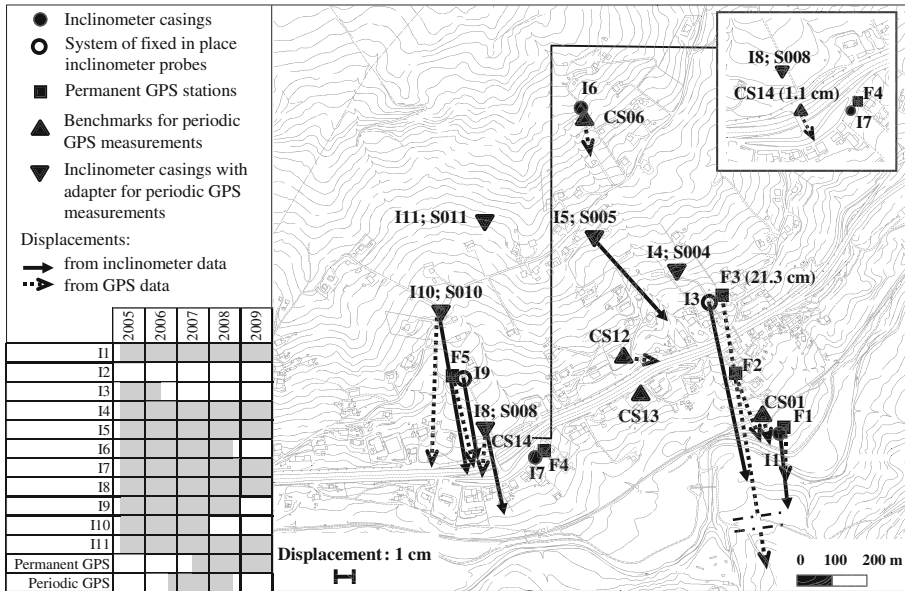 Inclinometer casings
System of fixed in place
inclinometer probes
Permanent GPS stations
Benchmarks for periodic
GPS measurements
Inclinometer casings with
adapter for periodic GPS
measurements
Displacements:
from inclinometer data
from GPS data
2005 2006 2007 2008 2009
I1
I2
I3
I4
I5
I6
I7
I8
I9
I10
I11
Permanent GPS
Periodic GPS
I6
CS06
I11; S011
I5; S005
I4; S004
F3 (21.3 cm)
I3
I10; S010
CS12
F2
F5
I9
CS13
CS01
F1
I8; S008
CS14
I1
I7
F4
I8; S008
CS14 (1.1 cm)
F4
I7
Displacement: 1 cm
0 100 200 m